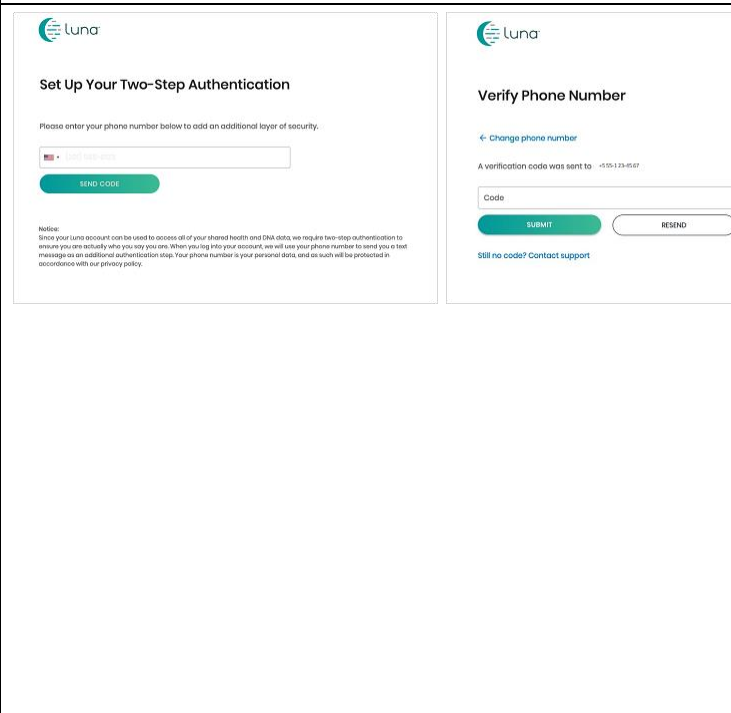 Luna
Set Up Your Two-Step Authentication
Please enter your phone number below to add an additional layer of security.
SEND CODE
Notice:
Since your Luna account can be used to access all of your shared health and DNA data, we require two-step authentication to
ensure you are actually who you say you are. When you log into your account, we will use your phone number to send you a text
message as an additional authentication step. Your phone number is your personal data, and as such will be protected in
accordance with our privacy policy.
Luna
Verify Phone Number
← Change phone number
A verification code was sent to +555-123-4567
Code
SUBMIT RESEND
Still no code? Contact support